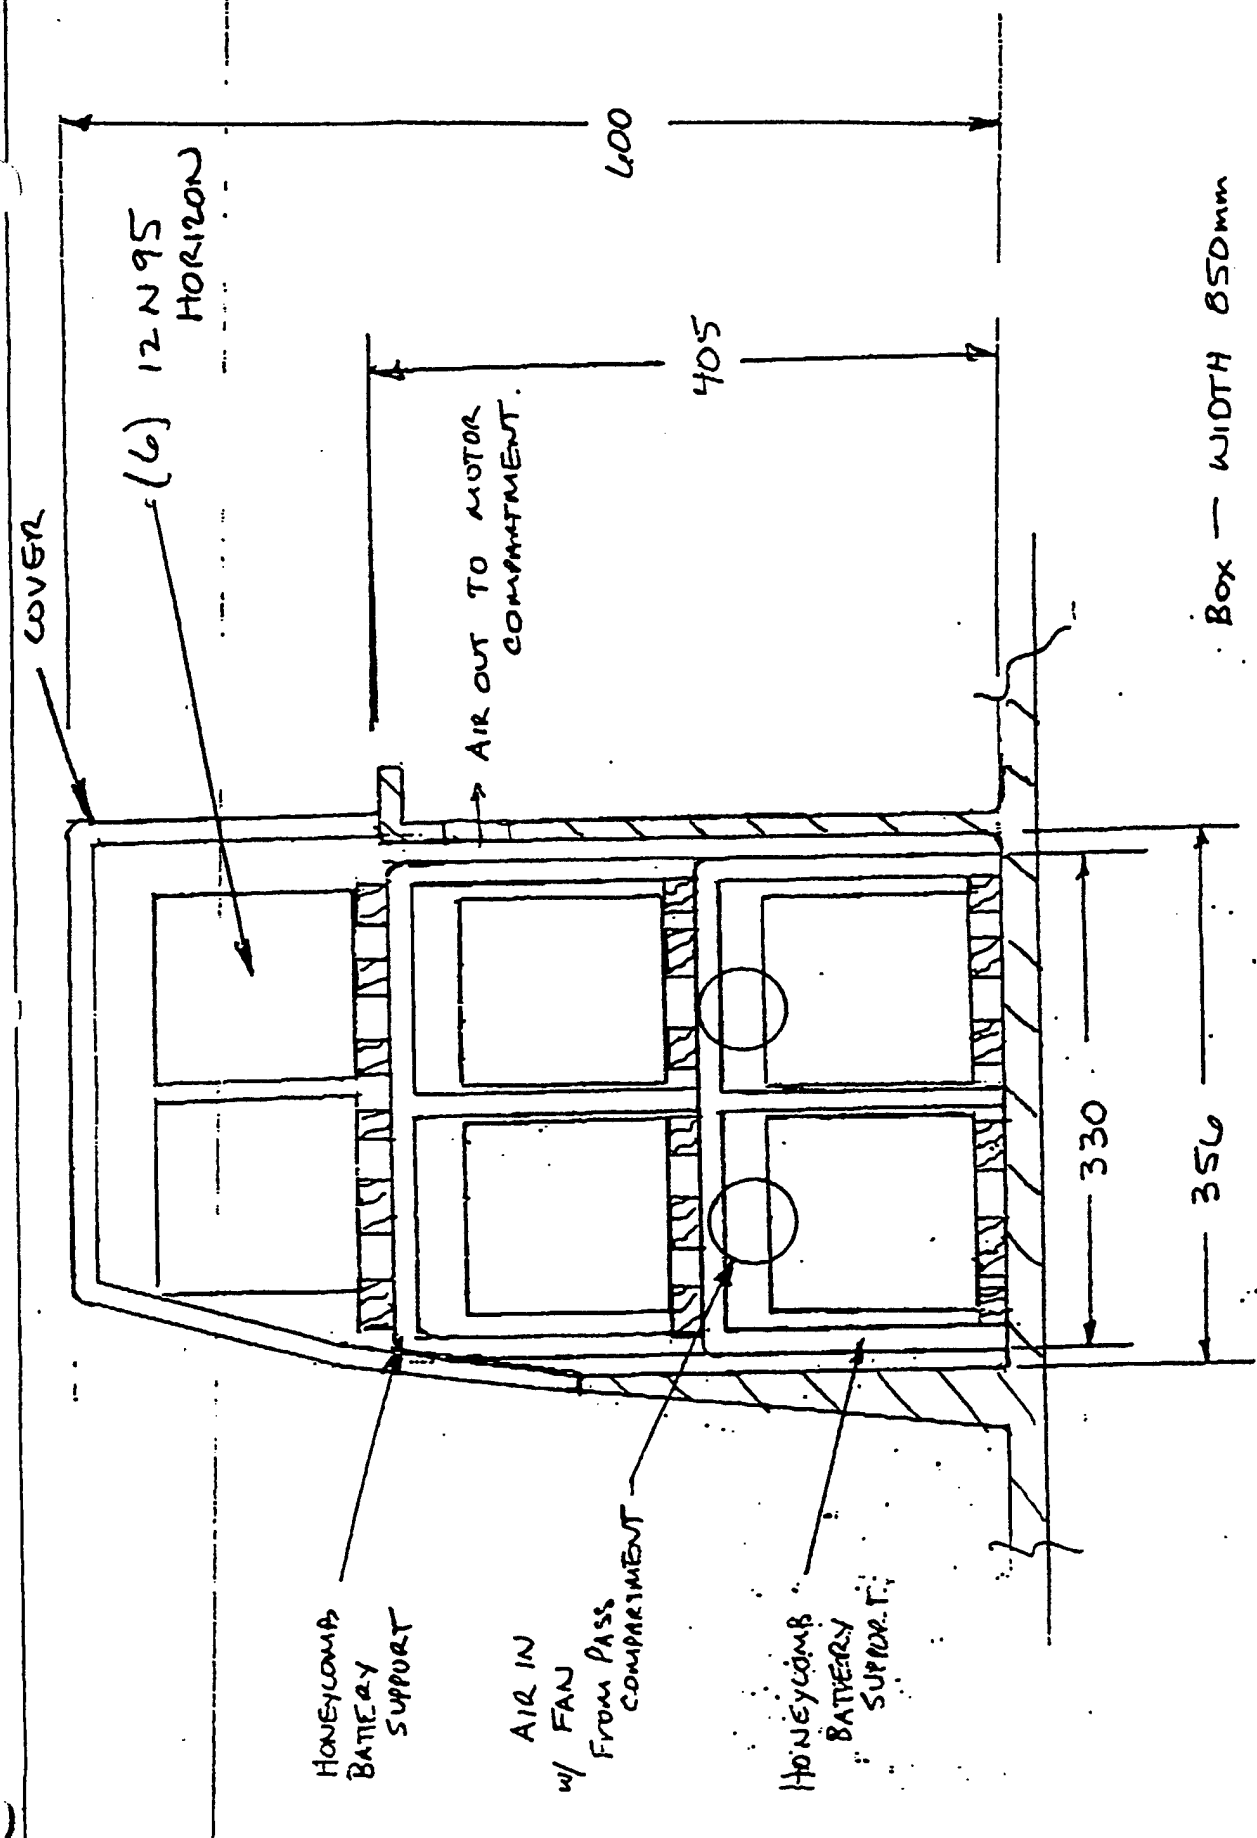 COVER
(6) 12N95
HORIZON
HONEYCOMB
BATTERY
SUPPORT
AIR OUT TO MOTOR
COMPARTMENT.
AIR IN
W/ FAN
FROM PASS
COMPARTMENT
600
405
HONEYCOMB
BATTERY
SUPPORT
330
356
BOX — WIDTH 850mm